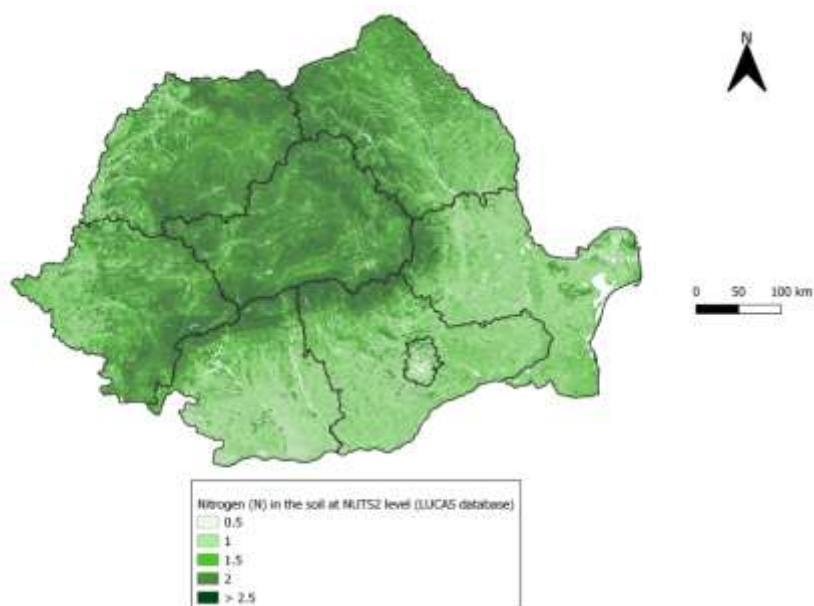 N
0 50 100 km
Nitrogen (N) in the soil at NUTS2 level (LUCAS database)
0.5
1
1.5
2
> 2.5